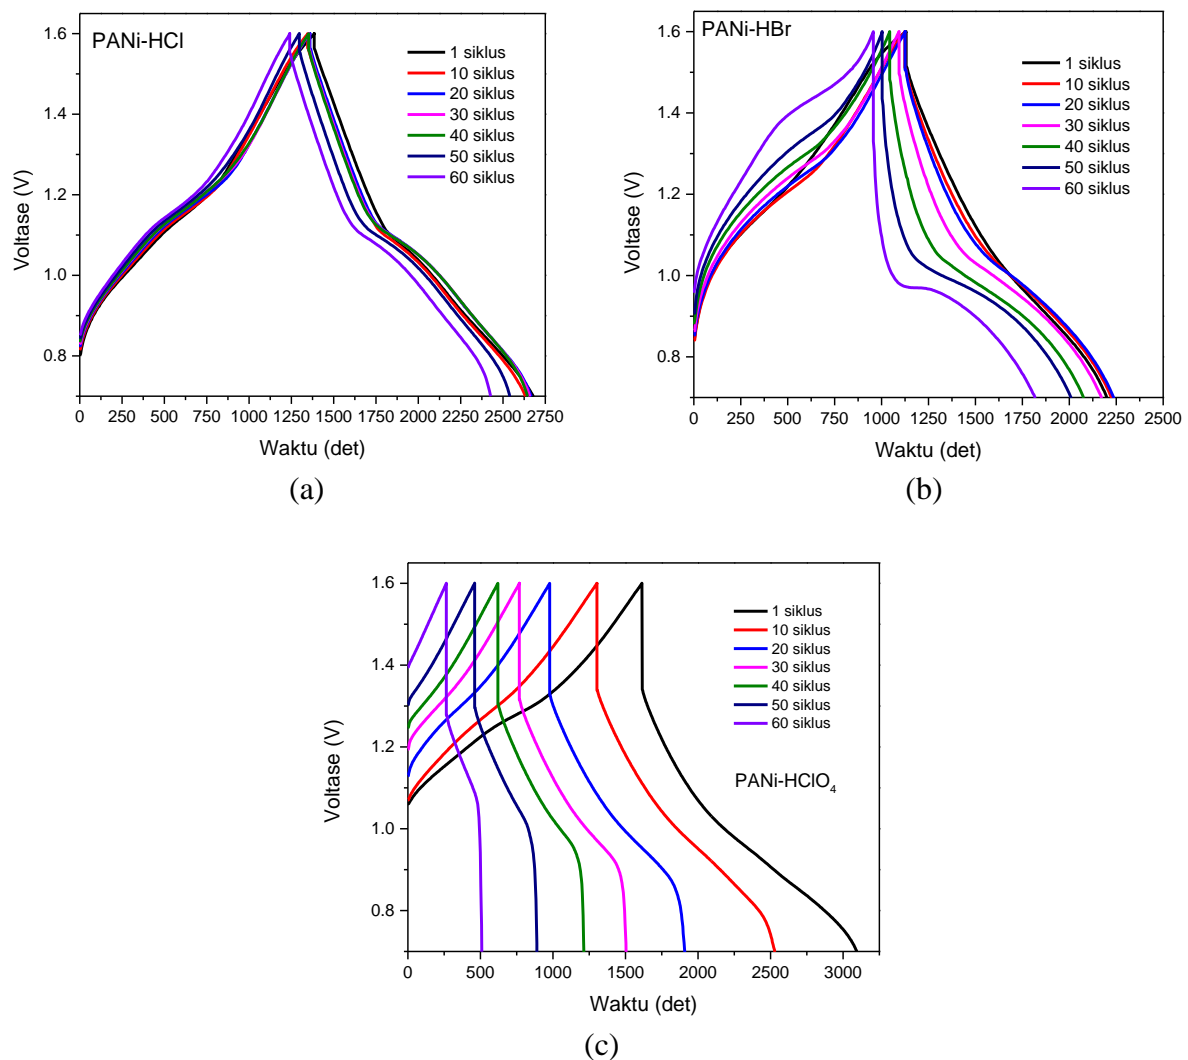 PANi-HCl
1 siklus
10 siklus
20 siklus
30 siklus
40 siklus
50 siklus
60 siklus
1.6
1.4
1.2
1.0
0.8
Voltase (V)
0 250 500 750 1000 1250 1500 1750 2000 2250 2500 2750
Waktu (det)
(a)
PANi-HBr
1 siklus
10 siklus
20 siklus
30 siklus
40 siklus
50 siklus
60 siklus
1.6
1.4
1.2
1.0
0.8
Voltase (V)
0 250 500 750 1000 1250 1500 1750 2000 2250 2500
Waktu (det)
(b)
1 siklus
10 siklus
20 siklus
30 siklus
40 siklus
50 siklus
60 siklus
PANi-HClO₄
1.6
1.4
1.2
1.0
0.8
Voltase (V)
0 500 1000 1500 2000 2500 3000
Waktu (det)
(c)